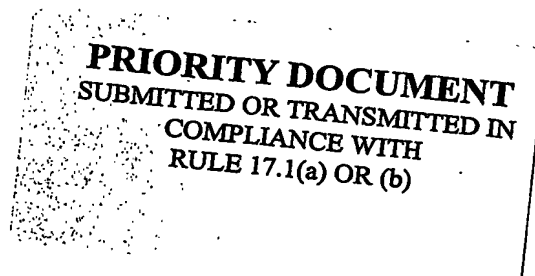 PRIORITY DOCUMENT
SUBMITTED OR TRANSMITTED IN
COMPLIANCE WITH
RULE 17.1(a) OR (b)